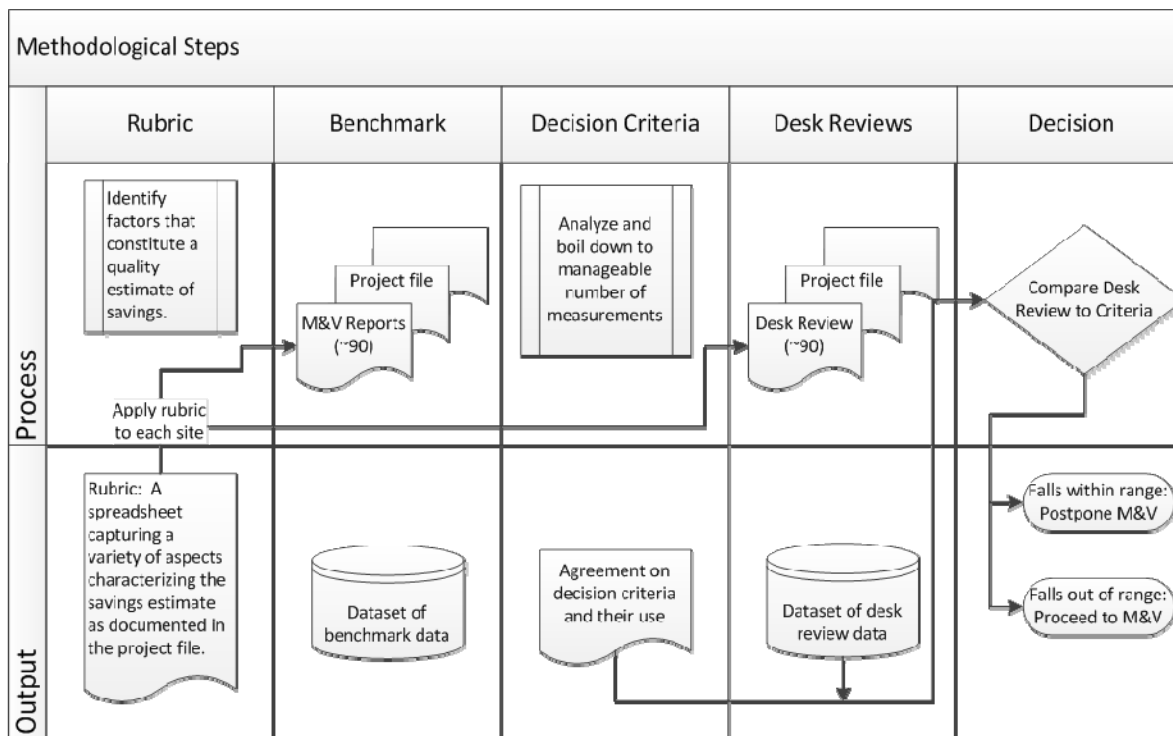 Methodological Steps
Process
Rubric
Benchmark
Decision Criteria
Desk Reviews
Decision
Identify
factors that
constitute a
quality
estimate of
savings.
Apply rubric
to each site
Project file
M&V Reports
(~90)
Analyze and
boil down to
manageable
number of
measurements
Project file
Desk Review
(~90)
Compare Desk
Review to Criteria
Output
Rubric: A
spreadsheet
capturing a
variety of aspects
characterizing the
savings estimate
as documented in
the project file.
Dataset of
benchmark data
Agreement on
decision criteria
and their use
Dataset of desk
review data
Falls within range:
Postpone M&V
Falls out of range:
Proceed to M&V